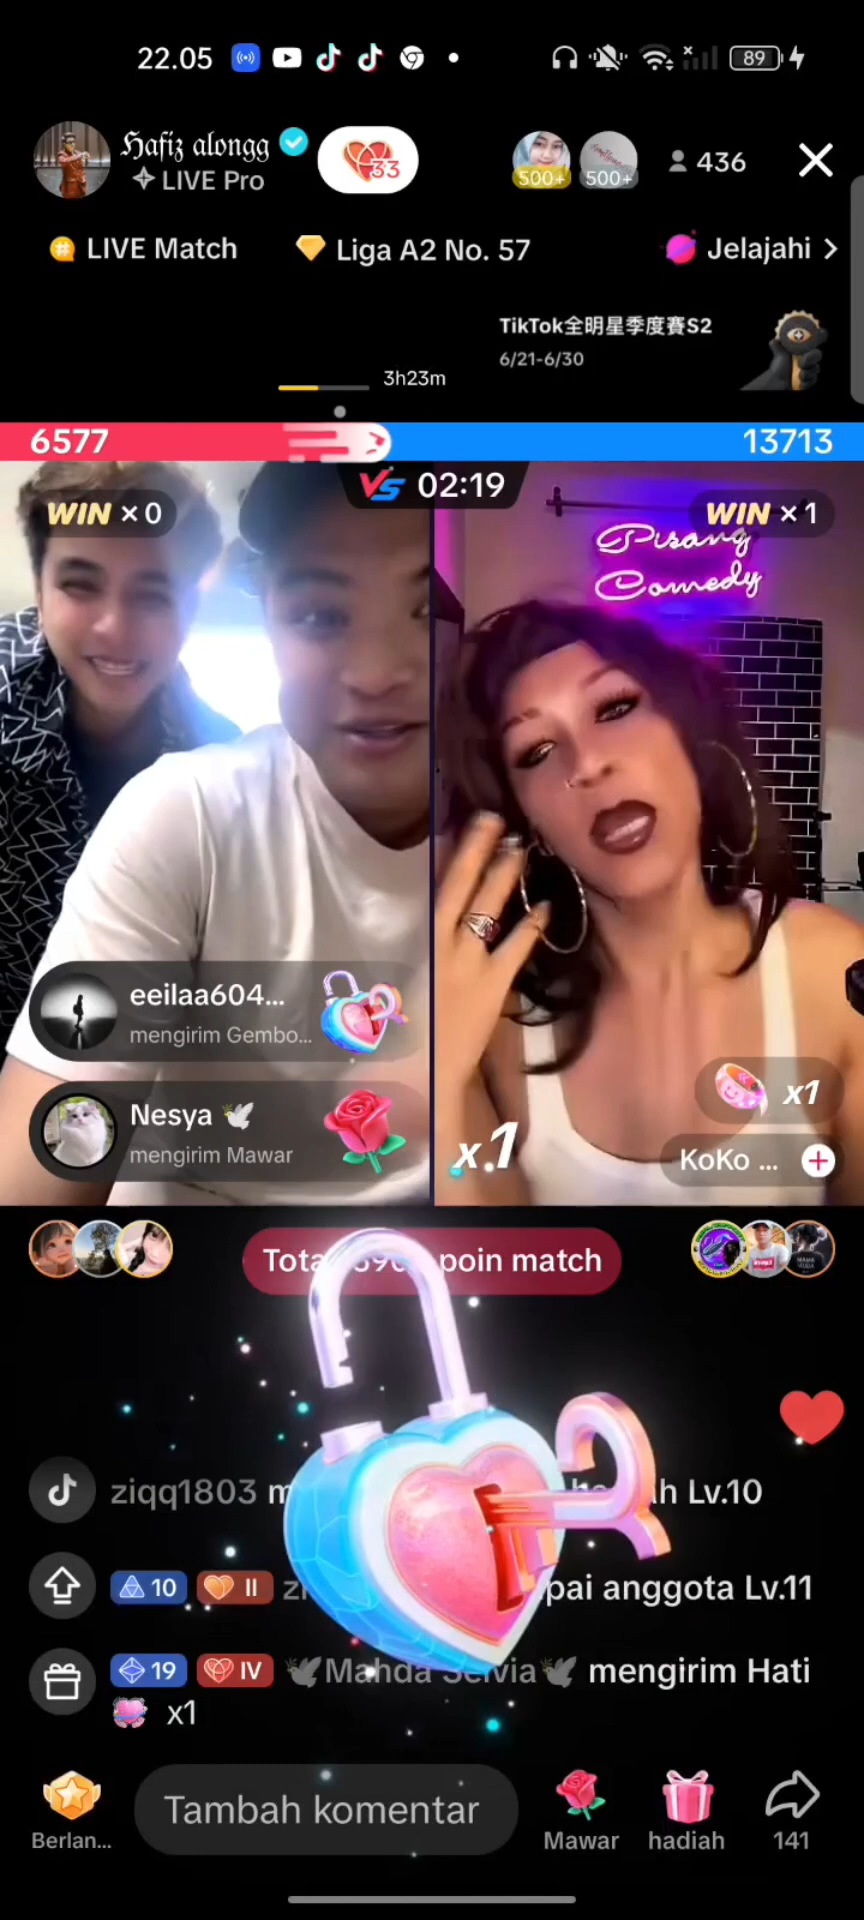 22.05
89
Hafiz alongg
LIVE Pro
33
500+
500+
436
LIVE Match
Liga A2 No. 57
Jelajahi
TikTok全明星季度賽S2
6/21-6/30
3h23m
6577
13713
VS 02:19
WIN x 0
WIN x 1
Pisang
Comedy
eeilaa604...
mengirim Gembo...
Nesya
mengirim Mawar
x1
x1
KoKo ...
poin match
ziqq1803
Lv.10
10
II
anggota Lv.11
19
IV
Mahda Selvia mengirim Hati
x1
Berlan...
Tambah komentar
Mawar
hadiah
141